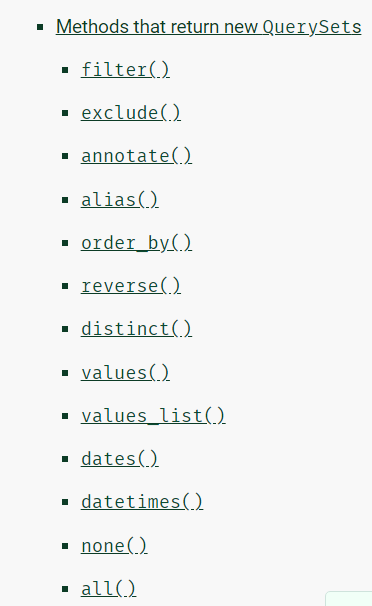 Methods that return new QuerySets
filter()
exclude()
annotate()
alias()
order_by()
reverse()
distinct()
values()
values_list()
dates()
datetimes()
none()
all()